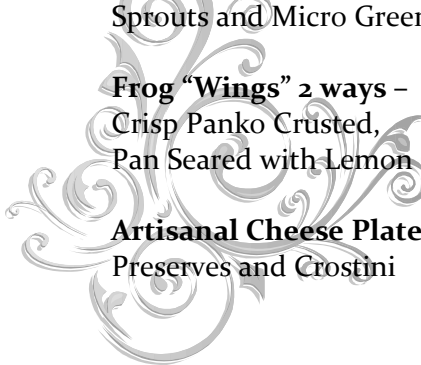 Sprouts and Micro Green
Frog “Wings” 2 ways –
Crisp Panko Crusted,
Pan Seared with Lemon
Artisanal Cheese Plate
Preserves and Crostini